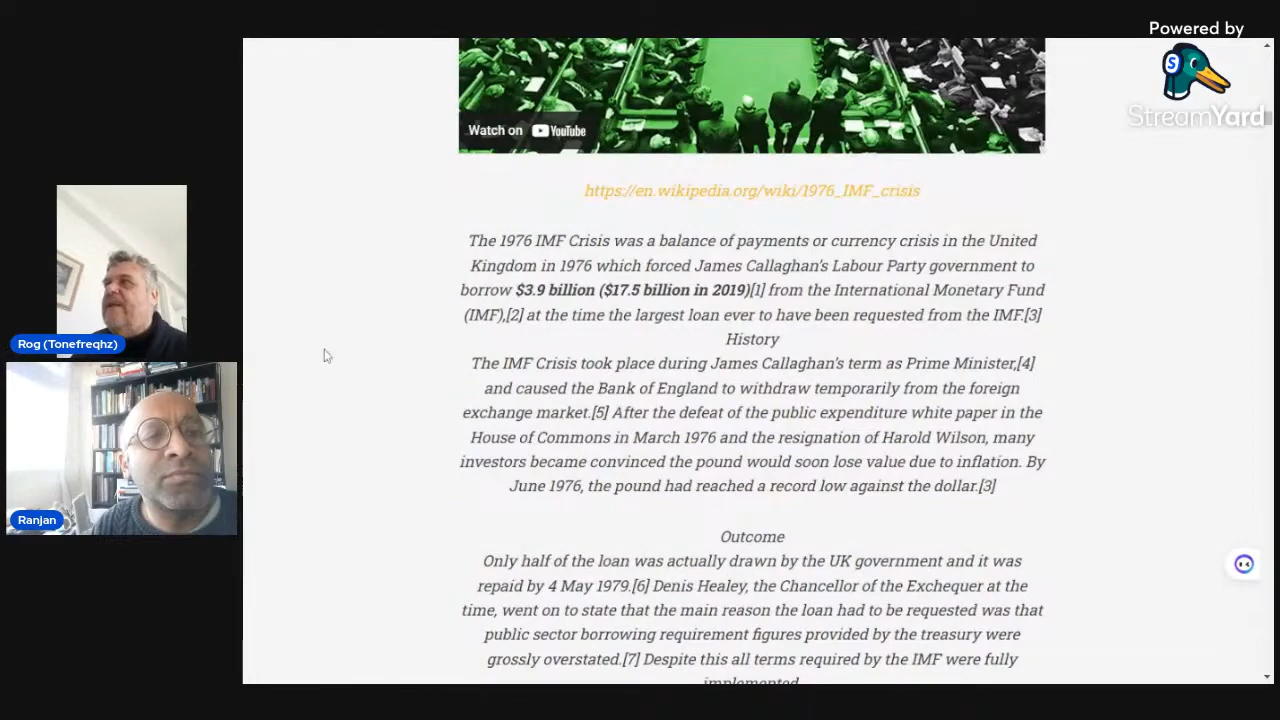 Powered by
StreamYard
Watch on YouTube
https://en.wikipedia.org/wiki/1976_IMF_crisis
The 1976 IMF Crisis was a balance of payments or currency crisis in the United
Kingdom in 1976 which forced James Callaghan's Labour Party government to
borrow $3.9 billion ($17.5 billion in 2019)[1] from the International Monetary Fund
(IMF),[2] at the time the largest loan ever to have been requested from the IMF.[3]
History
The IMF Crisis took place during James Callaghan's term as Prime Minister,[4]
and caused the Bank of England to withdraw temporarily from the foreign
exchange market.[5] After the defeat of the public expenditure white paper in the
House of Commons in March 1976 and the resignation of Harold Wilson, many
investors became convinced the pound would soon lose value due to inflation. By
June 1976, the pound had reached a record low against the dollar.[3]
Outcome
Only half of the loan was actually drawn by the UK government and it was
repaid by 4 May 1979.[6] Denis Healey, the Chancellor of the Exchequer at the
time, went on to state that the main reason the loan had to be requested was that
public sector borrowing requirement figures provided by the treasury were
grossly overstated.[7] Despite this all terms required by the IMF were fully
implemented
Rog (Tonefreqhz)
Ranjan